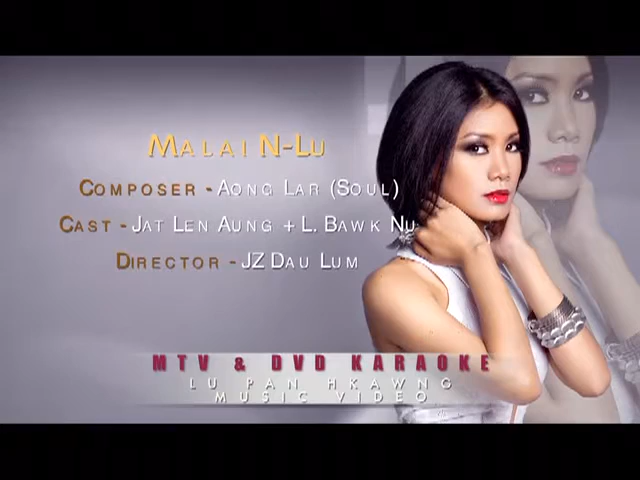 MALAI N-LU
COMPOSER - AONG LAR (SOUL)
CAST - JAT LEN AUNG + L. BAWK NU
DIRECTOR - JZ DAU LUM
MTV & DVD KARAOKE
LU PAN HKAWNG
MUSIC VIDEO